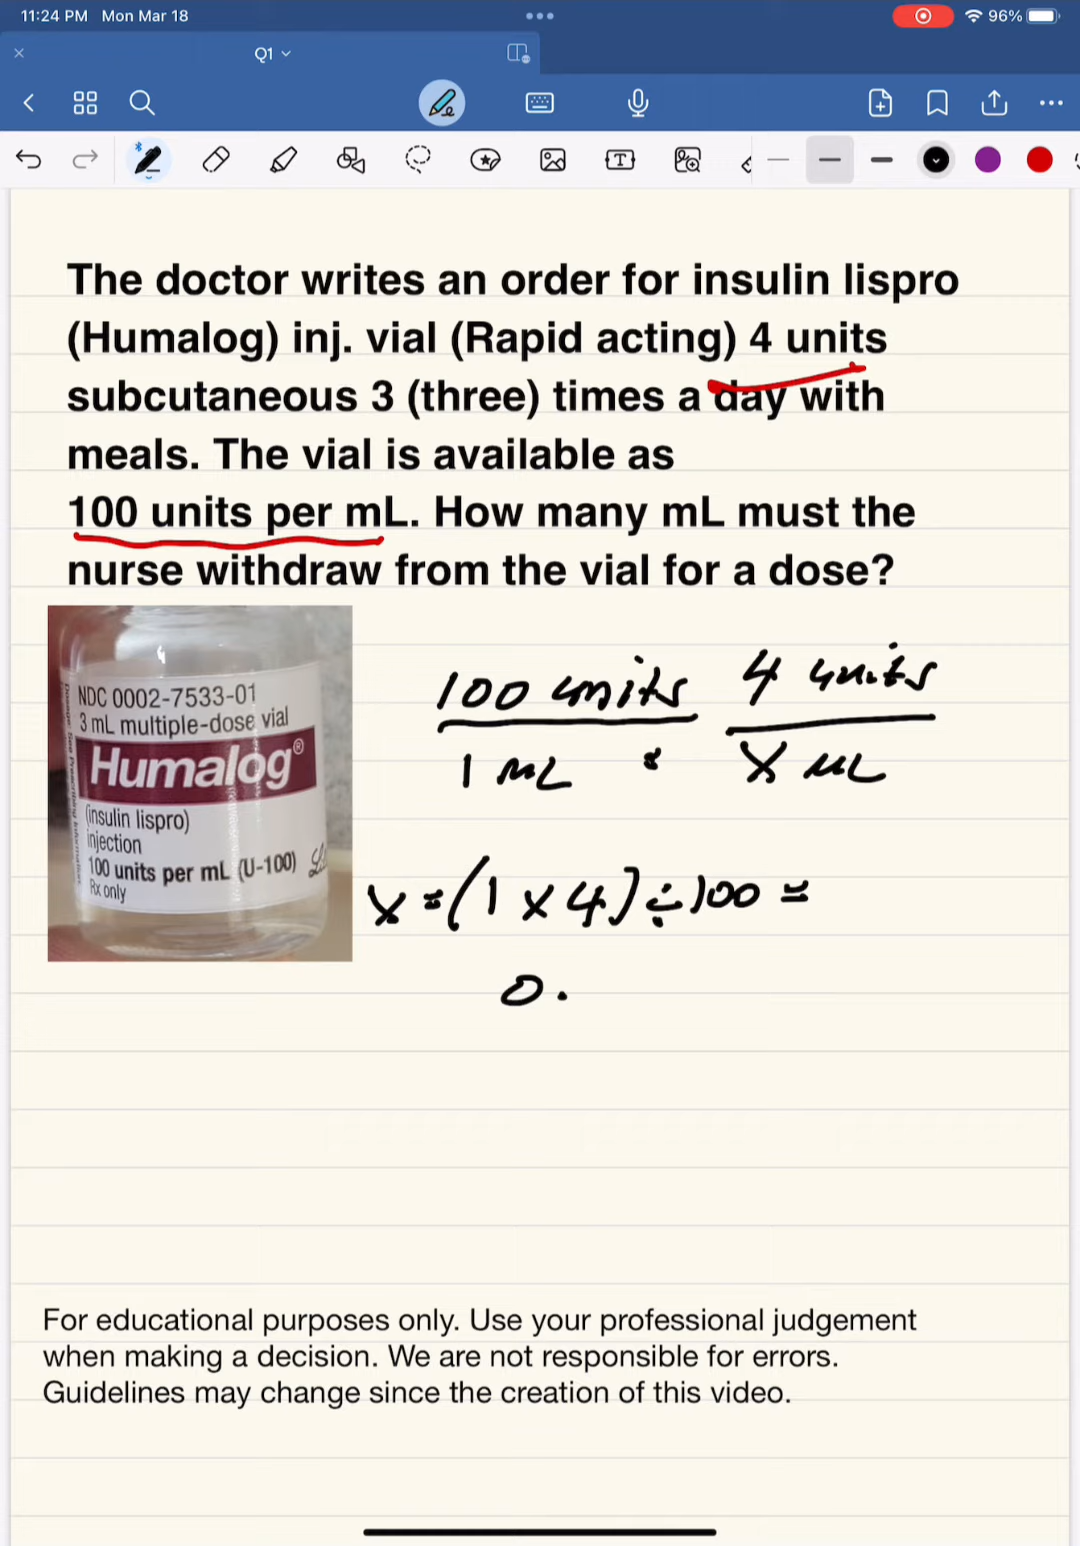 11:24 PM Mon Mar 18
96%
Q1
The doctor writes an order for insulin lispro
(Humalog) inj. vial (Rapid acting) 4 units
subcutaneous 3 (three) times a day with
meals. The vial is available as
100 units per mL. How many mL must the
nurse withdraw from the vial for a dose?
NDC 0002-7533-01
3 mL multiple-dose vial
Humalog®
(insulin lispro)
injection
100 units per mL (U-100)
Rx only
100 units 4 units
1 mL = X mL
X = (1 x 4) ÷ 100 =
0.
For educational purposes only. Use your professional judgement
when making a decision. We are not responsible for errors.
Guidelines may change since the creation of this video.